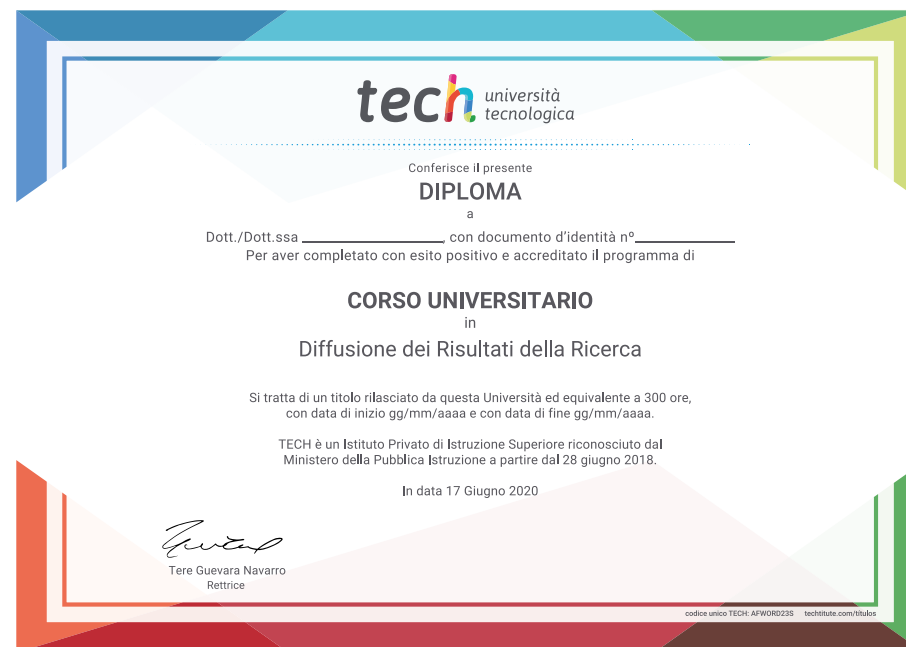 tech università
tecnologica
Conferisce il presente
DIPLOMA
a
Dott./Dott.ssa ____________________, con documento d'identità nº______________
Per aver completato con esito positivo e accreditato il programma di
CORSO UNIVERSITARIO
in
Diffusione dei Risultati della Ricerca
Si tratta di un titolo rilasciato da questa Università ed equivalente a 300 ore,
con data di inizio gg/mm/aaaa e con data di fine gg/mm/aaaa.
TECH è un Istituto Privato di Istruzione Superiore riconosciuto dal
Ministero della Pubblica Istruzione a partire dal 28 giugno 2018.
In data 17 Giugno 2020
Tere Guevara Navarro
Rettrice
codice unico TECH: AFWORD23S techtitute.com/titulos